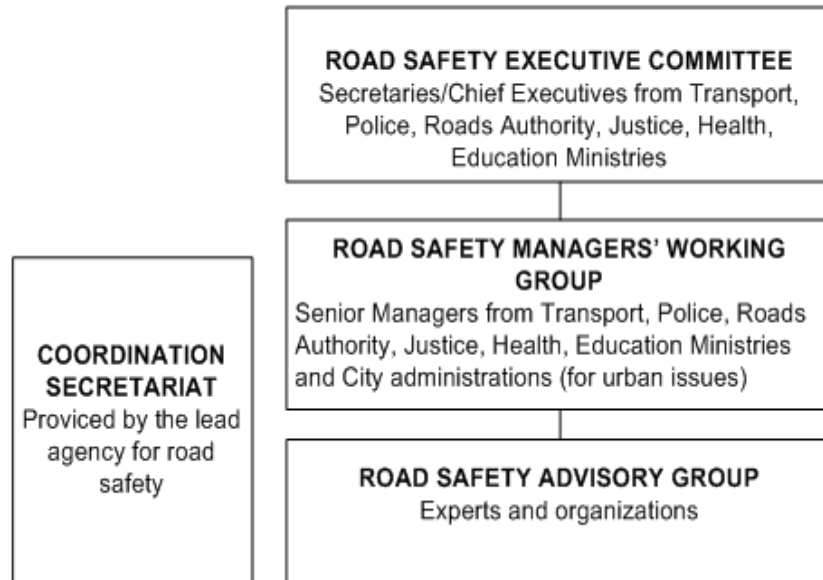 ROAD SAFETY EXECUTIVE COMMITTEE
Secretaries/Chief Executives from Transport,
Police, Roads Authority, Justice, Health,
Education Ministries
ROAD SAFETY MANAGERS' WORKING
GROUP
Senior Managers from Transport, Police, Roads
Authority, Justice, Health, Education Ministries
and City administrations (for urban issues)
COORDINATION
SECRETARIAT
Proviced by the lead
agency for road
safety
ROAD SAFETY ADVISORY GROUP
Experts and organizations